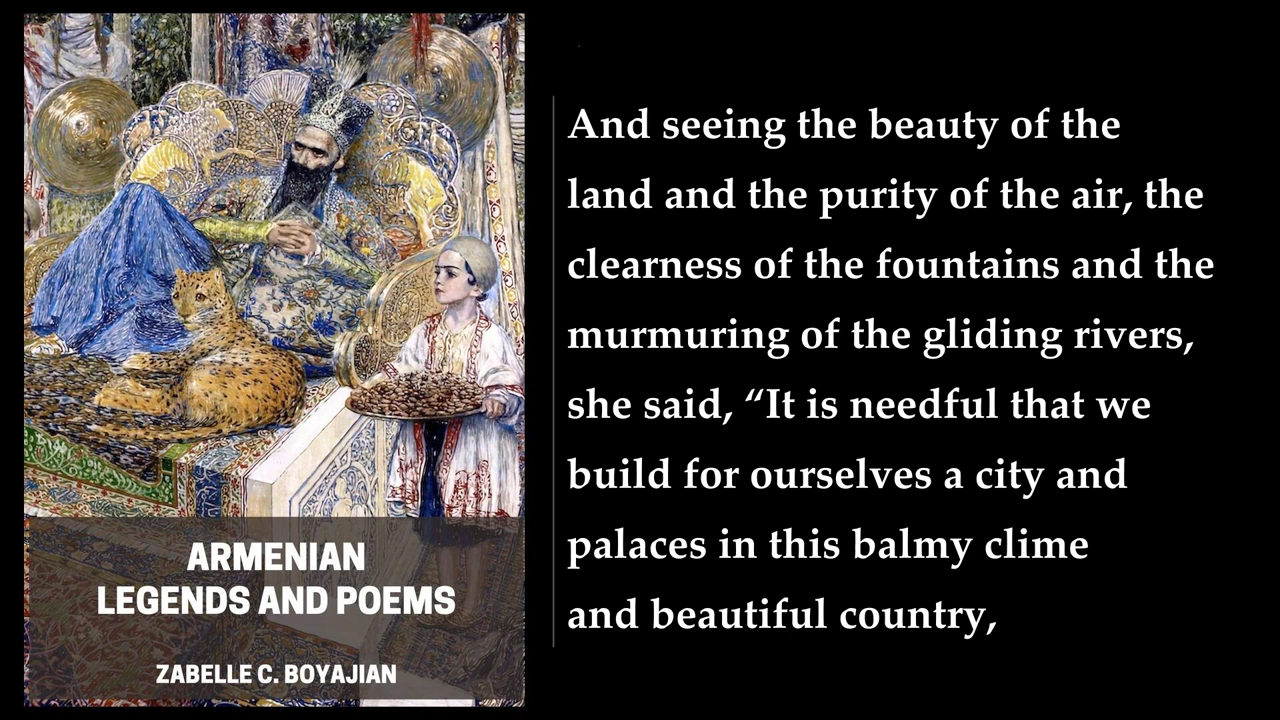 ARMENIAN
LEGENDS AND POEMS
ZABELLE C. BOYAJIAN
And seeing the beauty of the
land and the purity of the air, the
clearness of the fountains and the
murmuring of the gliding rivers,
she said, “It is needful that we
build for ourselves a city and
palaces in this balmy clime
and beautiful country,